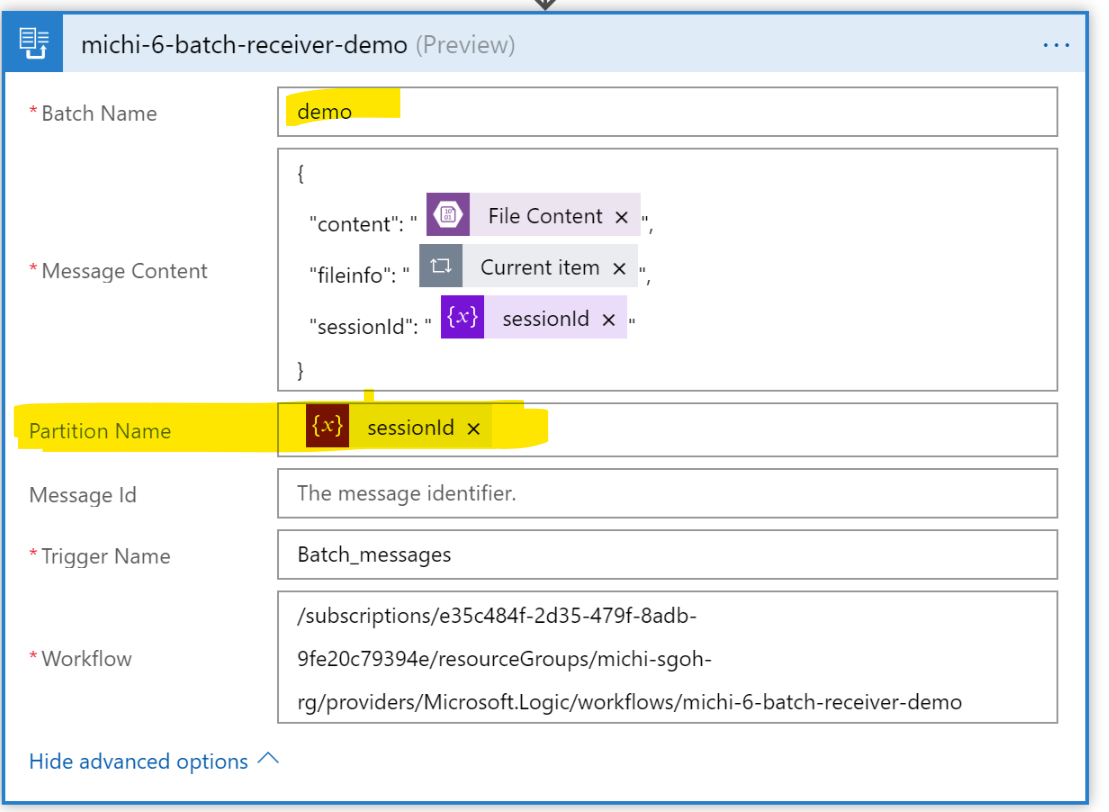 michi-6-batch-receiver-demo (Preview)
* Batch Name
demo
{
"content": " File Content × ",
* Message Content
"fileinfo": " Current item × ",
"sessionId": " {x} sessionId × "
}
Partition Name
{x} sessionId ×
Message Id
The message identifier.
* Trigger Name
Batch_messages
* Workflow
/subscriptions/e35c484f-2d35-479f-8adb-
9fe20c79394e/resourceGroups/michi-sgoh-
rg/providers/Microsoft.Logic/workflows/michi-6-batch-receiver-demo
Hide advanced options